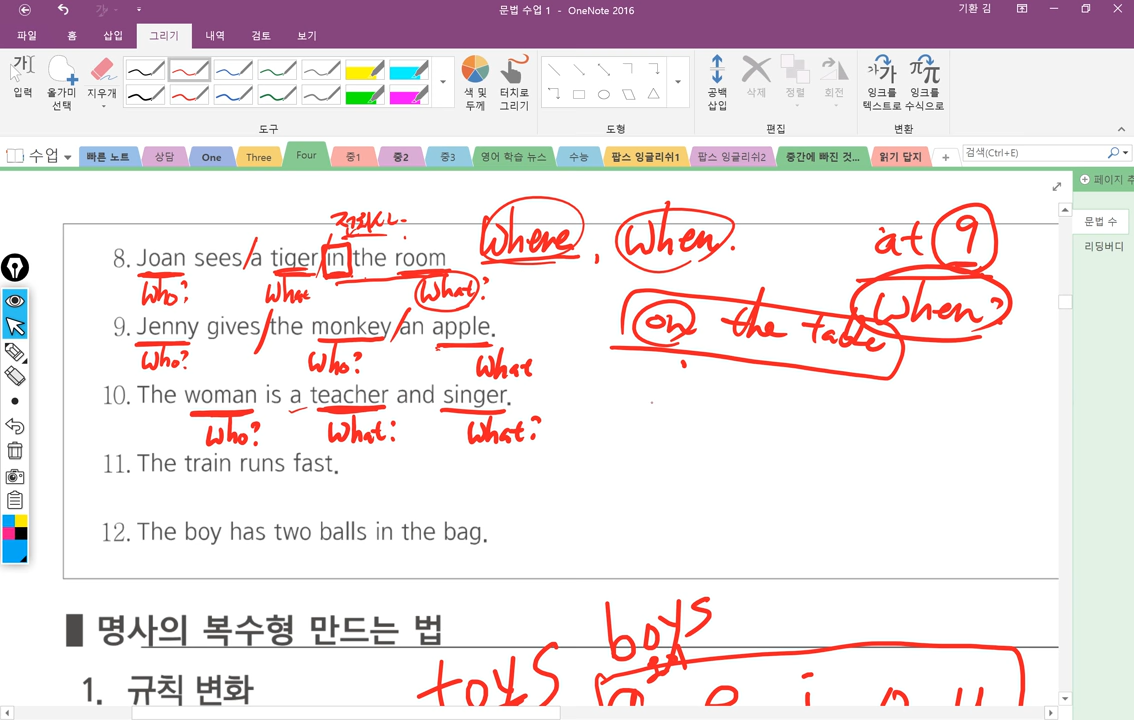 문법 수업 1 - OneNote 2016
기환 김
파일 홈 삽입 그리기 내역 검토 보기
입력
올가미 선택
지우개
색 및 두께
터치로 그리기
공백 삽입
삭제
정렬
회전
잉크를 텍스트로
잉크를 수식으로
도구 도형 편집 변환
수업 빠른 노트 상담 One Three Four 중1 중2 중3 영어 학습 뉴스 수능 팝스 잉글리쉬1 팝스 잉글리쉬2 중간에 빠진 것... 읽기 답지 + 검색(Ctrl+E)
페이지 추
문법 수
리딩버디
where, when. at 9
8. Joan sees / a tiger / in the room
who? what what?
when?
on the table
9. Jenny gives / the monkey / an apple.
who? who? what
10. The woman is a teacher and singer.
who? what? what?
11. The train runs fast.
12. The boy has two balls in the bag.
명사의 복수형 만드는 법
boys
1. 규칙 변화
toys
a e i o u